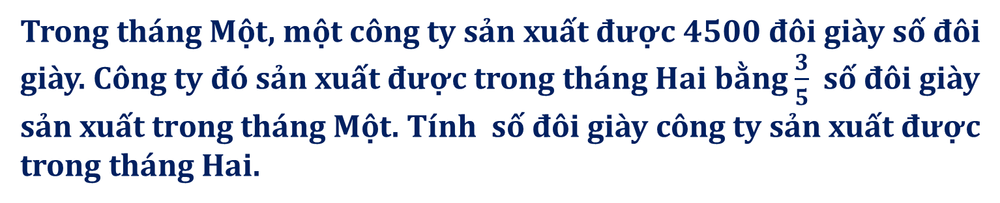 Trong tháng Một, một công ty sản xuất được 4500 đôi giày số đôi
giày. Công ty đó sản xuất được trong tháng Hai bằng 3/5 số đôi giày
sản xuất trong tháng Một. Tính số đôi giày công ty sản xuất được
trong tháng Hai.